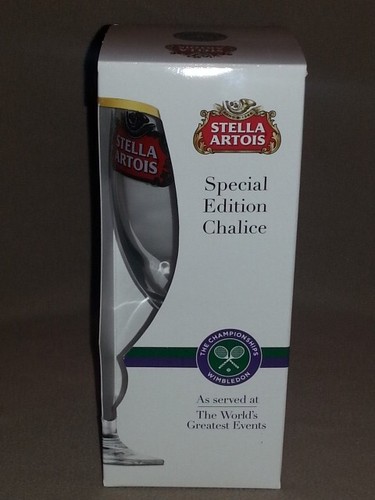 STELLA
ARTOIS
STELLA
ARTOIS
Special
Edition
Chalice
THE CHAMPIONSHIPS
WIMBLEDON
As served at
The World's
Greatest Events